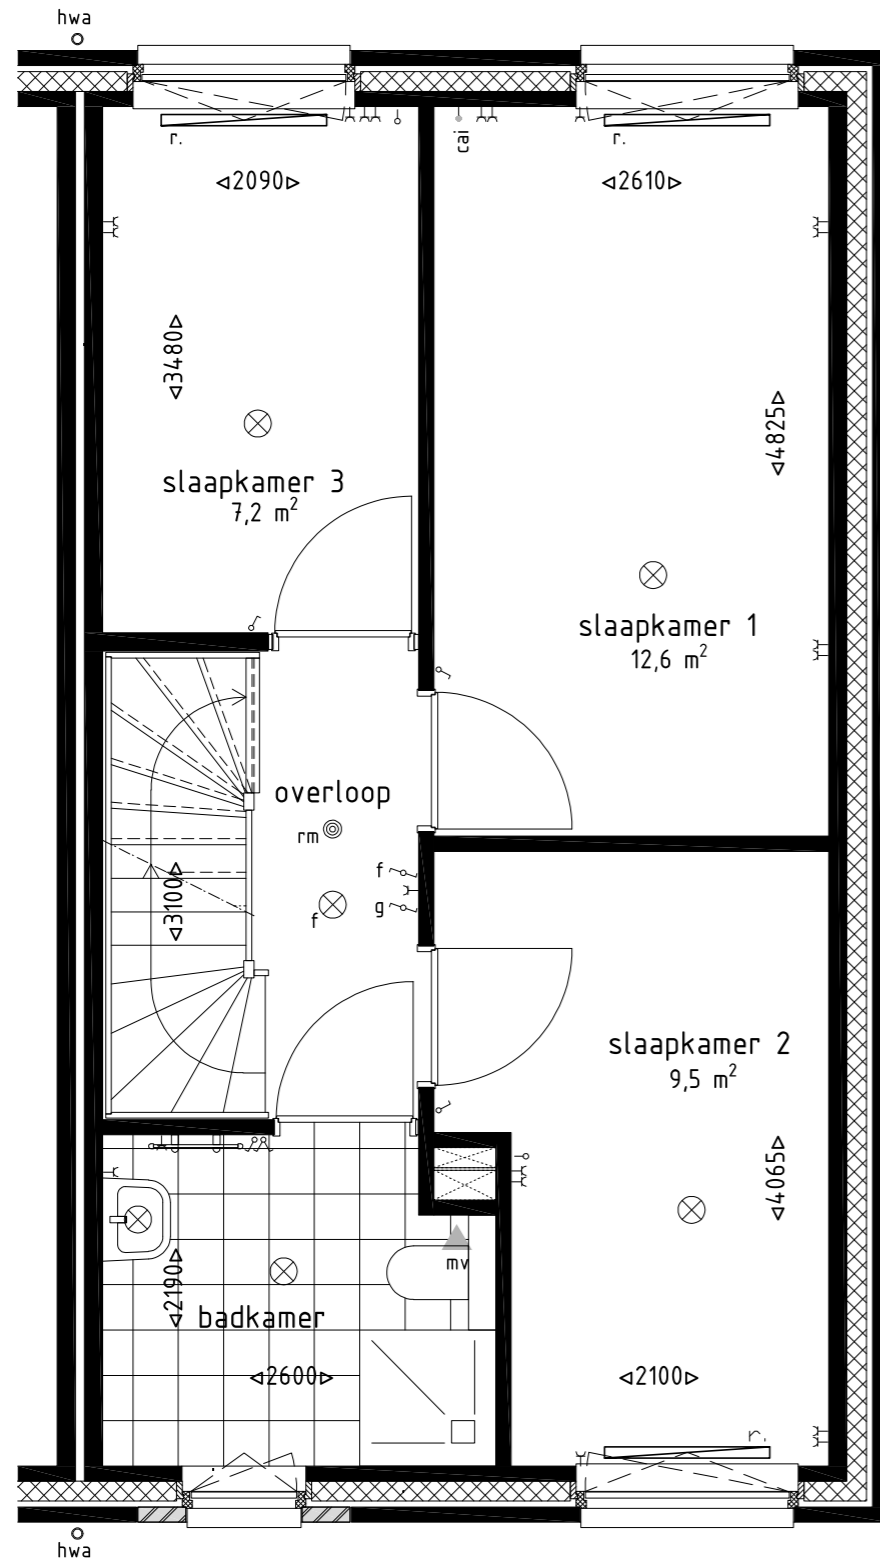 hwa
r.
cai
r.
◁2090▷
◁2610▷
◁3480▷
◁4825▷
slaapkamer 3
7,2 m²
slaapkamer 1
12,6 m²
overloop
rm
f
◁3100▷
g
f
slaapkamer 2
9,5 m²
◁4065▷
mv
◁2190▷
badkamer
◁2600▷
◁2100▷
r.
hwa